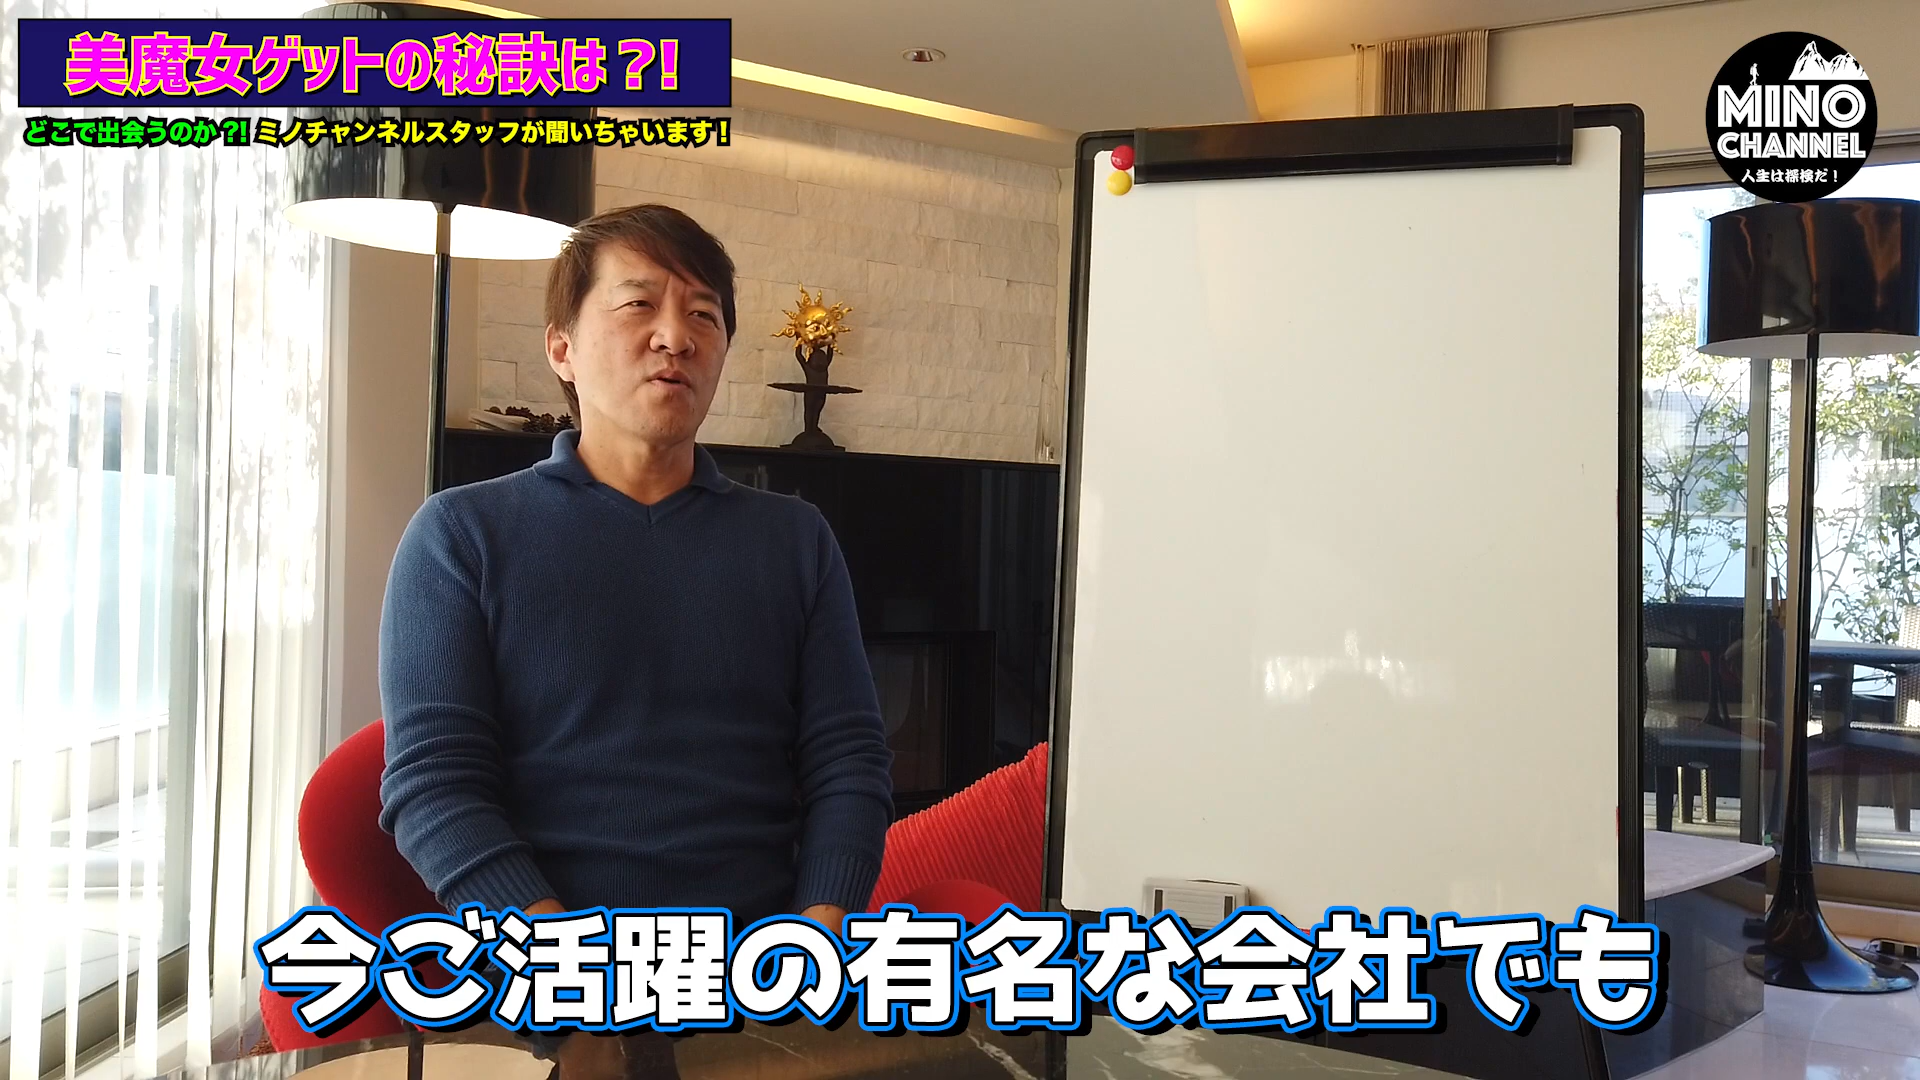 美魔女ゲットの秘訣は?!
どこで出会うのか?! ミノチャンネルスタッフが聞いちゃいます!
MINO
CHANNEL
人生は探検だ!
今ご活躍の有名な会社でも